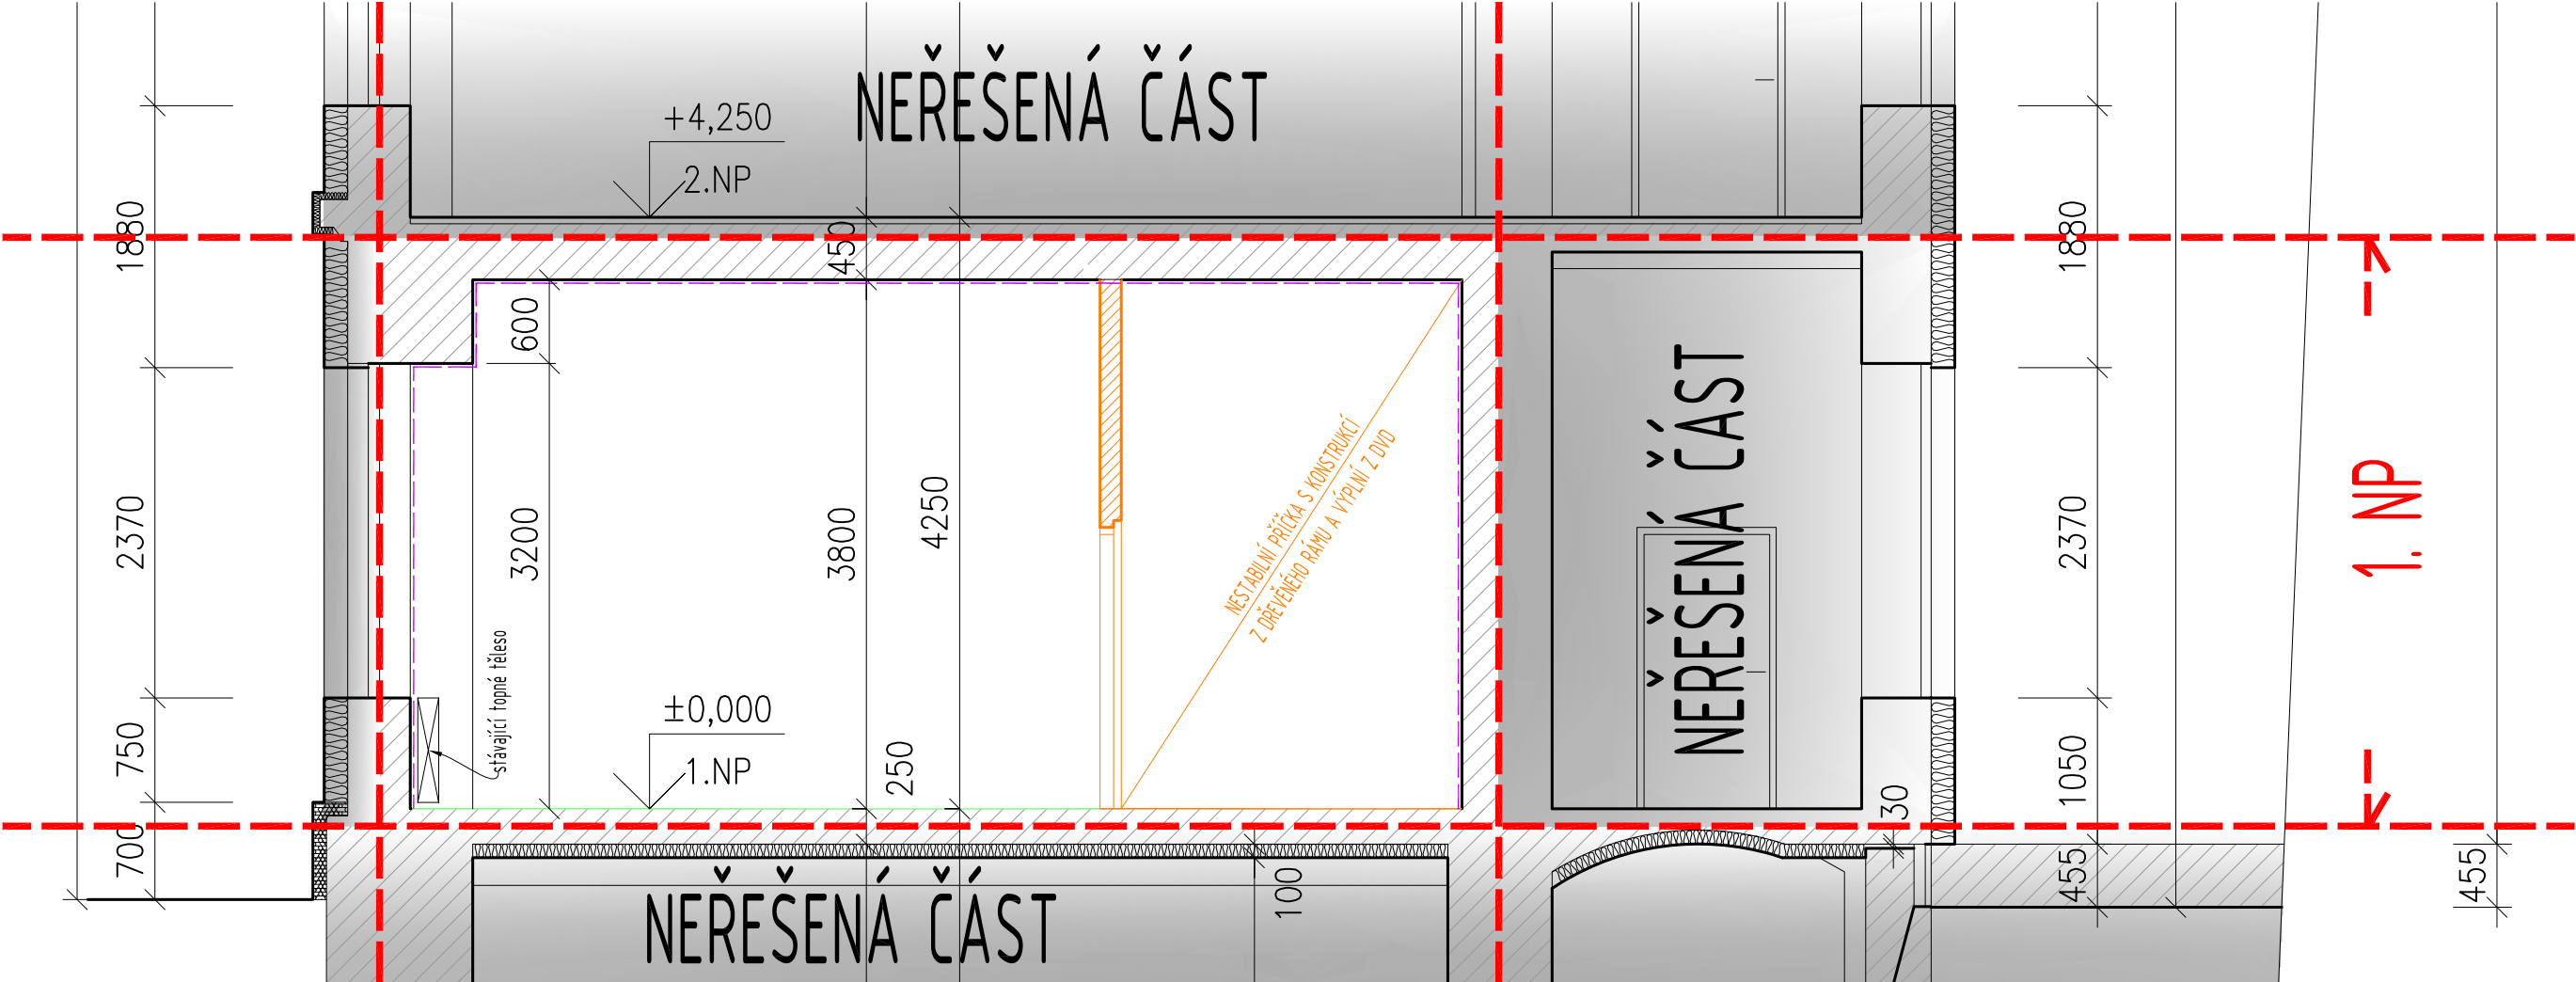 NEŘEŠENÁ ČÁST
+4,250
2.NP
1880
450
1880
600
NEŘEŠENÁ ČÁST
1. NP
2370
3200
3800
4250
NESTABILNÍ PŘÍČKA S KONSTRUKCÍ
Z DŘEVĚNÉHO RÁMU A VÝPLNÍ Z DVD
2370
stávající topné těleso
±0,000
1.NP
750
250
1050
30
700
100
455
455
NEŘEŠENÁ ČÁST